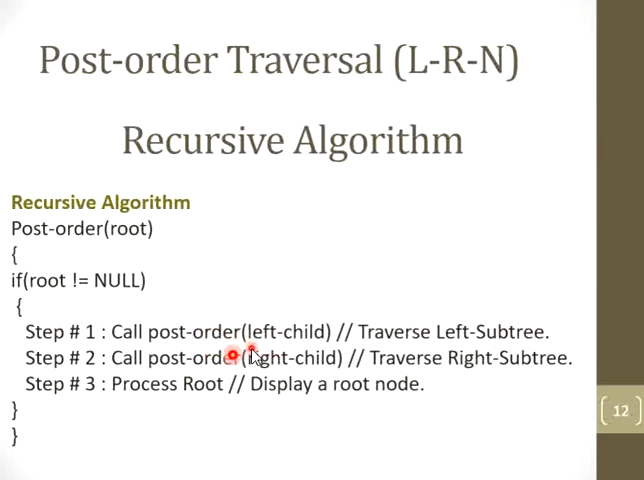 Post-order Traversal (L-R-N)
Recursive Algorithm
Recursive Algorithm
Post-order(root)
{
if(root != NULL)
{
Step # 1 : Call post-order(left-child) // Traverse Left-Subtree.
Step # 2 : Call post-order(right-child) // Traverse Right-Subtree.
Step # 3 : Process Root // Display a root node.
}
}
12